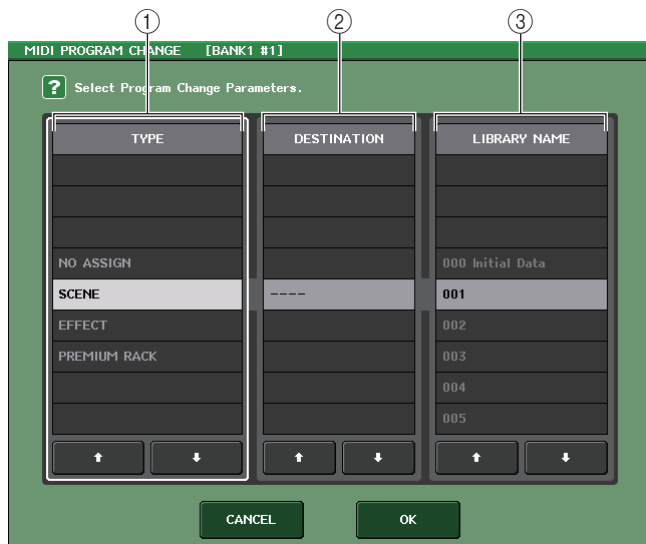 ① ② ③
MIDI PROGRAM CHANGE [BANK1 #1]
? Select Program Change Parameters.
TYPE DESTINATION LIBRARY NAME
NO ASSIGN 000 Initial Data
SCENE ---- 001
EFFECT 002
PREMIUM RACK 003
004
005
CANCEL OK